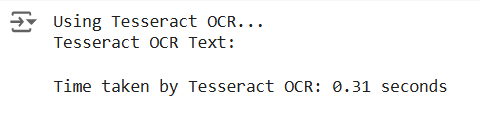 Using Tesseract OCR...
Tesseract OCR Text:
Time taken by Tesseract OCR: 0.31 seconds